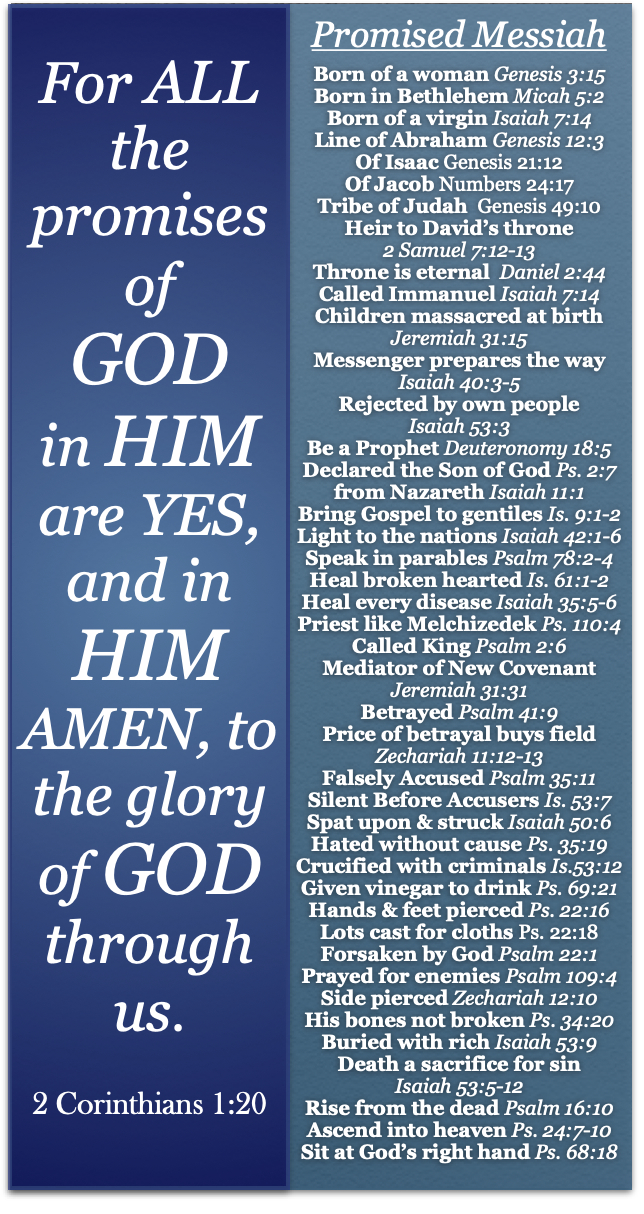 For ALL
the
promises
of
GOD
in HIM
are YES,
and in
HIM
AMEN, to
the glory
of GOD
through
us.
2 Corinthians 1:20
Promised Messiah
Born of a woman Genesis 3:15
Born in Bethlehem Micah 5:2
Born of a virgin Isaiah 7:14
Line of Abraham Genesis 12:3
Of Isaac Genesis 21:12
Of Jacob Numbers 24:17
Tribe of Judah Genesis 49:10
Heir to David's throne
2 Samuel 7:12-13
Throne is eternal Daniel 2:44
Called Immanuel Isaiah 7:14
Children massacred at birth
Jeremiah 31:15
Messenger prepares the way
Isaiah 40:3-5
Rejected by own people
Isaiah 53:3
Be a Prophet Deuteronomy 18:5
Declared the Son of God Ps. 2:7
from Nazareth Isaiah 11:1
Bring Gospel to gentiles Is. 9:1-2
Light to the nations Isaiah 42:1-6
Speak in parables Psalm 78:2-4
Heal broken hearted Is. 61:1-2
Heal every disease Isaiah 35:5-6
Priest like Melchizedek Ps. 110:4
Called King Psalm 2:6
Mediator of New Covenant
Jeremiah 31:31
Betrayed Psalm 41:9
Price of betrayal buys field
Zechariah 11:12-13
Falsely Accused Psalm 35:11
Silent Before Accusers Is. 53:7
Spat upon & struck Isaiah 50:6
Hated without cause Ps. 35:19
Crucified with criminals Is.53:12
Given vinegar to drink Ps. 69:21
Hands & feet pierced Ps. 22:16
Lots cast for cloths Ps. 22:18
Forsaken by God Psalm 22:1
Prayed for enemies Psalm 109:4
Side pierced Zechariah 12:10
His bones not broken Ps. 34:20
Buried with rich Isaiah 53:9
Death a sacrifice for sin
Isaiah 53:5-12
Rise from the dead Psalm 16:10
Ascend into heaven Ps. 24:7-10
Sit at God's right hand Ps. 68:18